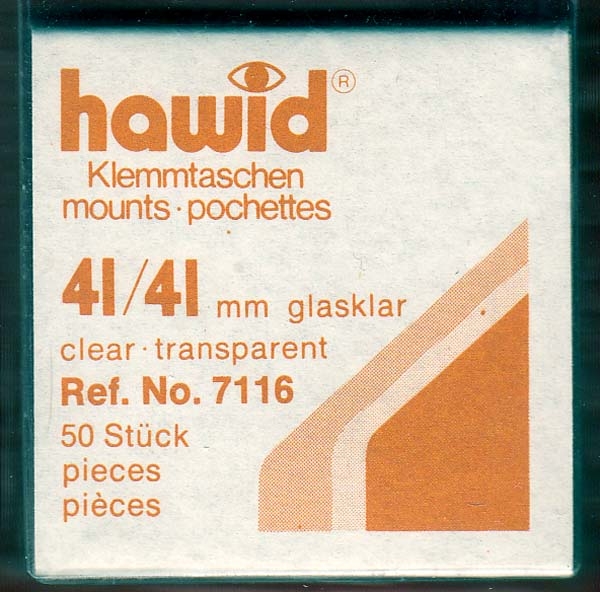 hawid®
Klemmtaschen
mounts·pochettes
41/41 mm glasklar
clear·transparent
Ref. No. 7116
50 Stück
pieces
pièces